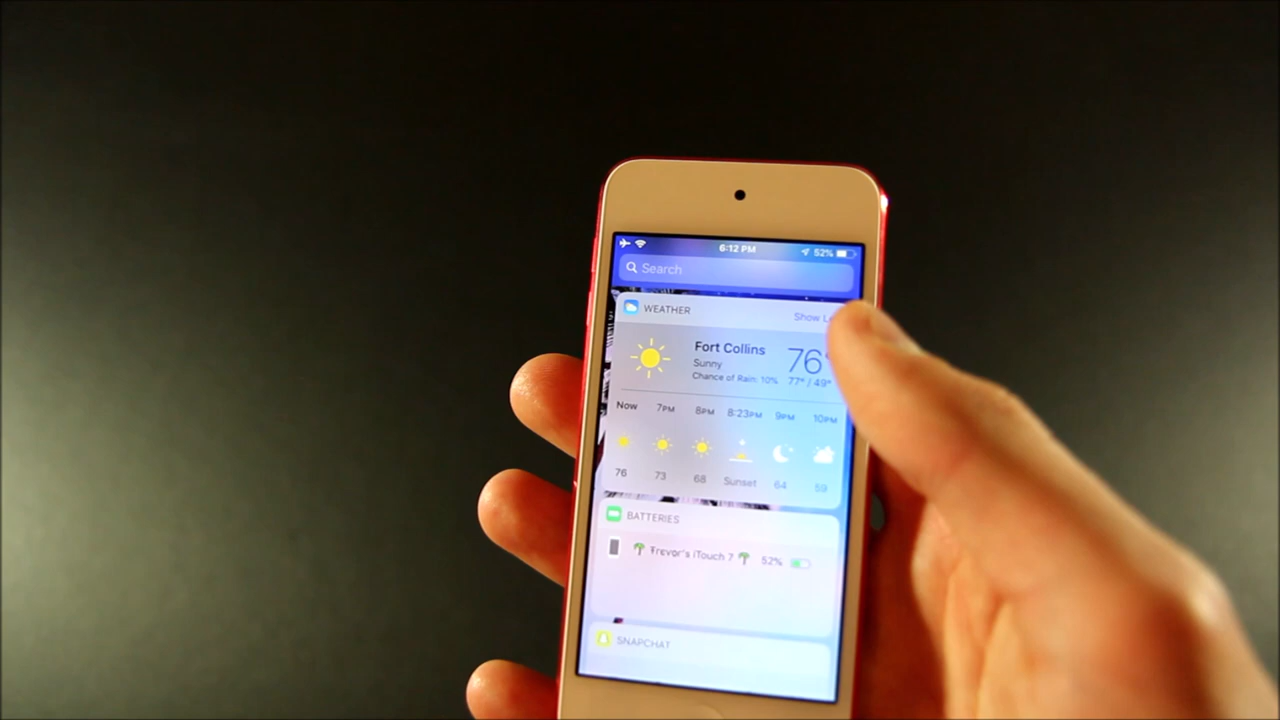 6:12 PM 52%
Search
WEATHER
Show
Fort Collins
Sunny
Chance of Rain: 10%
76°
77° / 49°
Now 7PM 8PM 8:23PM 9PM 10PM
76 73 68 Sunset 64 59
BATTERIES
Trevor's iTouch 7 52%
SNAPCHAT